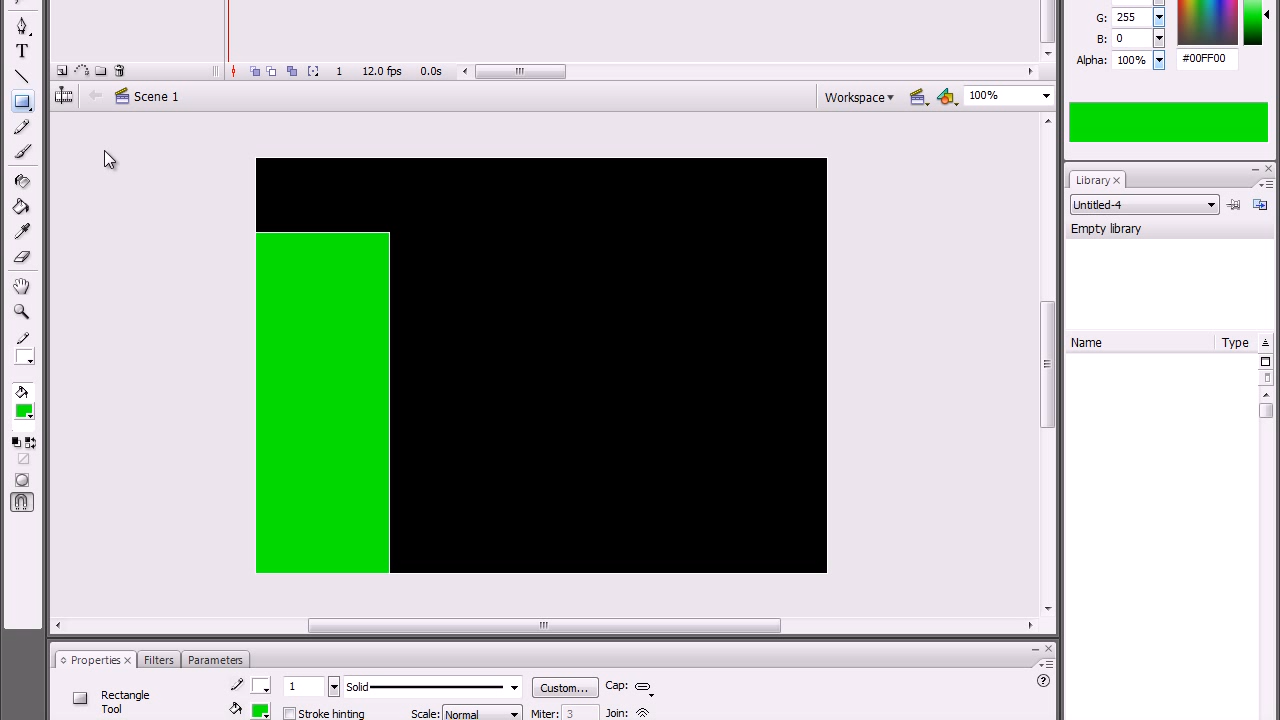 G: 255
B: 0
Alpha: 100% #00FF00
1 12.0 fps 0.0s
Scene 1 Workspace 100%
Library
Untitled-4
Empty library
Name Type
Properties Filters Parameters
Rectangle
Tool
1 Solid Custom... Cap:
Stroke hinting Scale: Normal Miter: 3 Join: